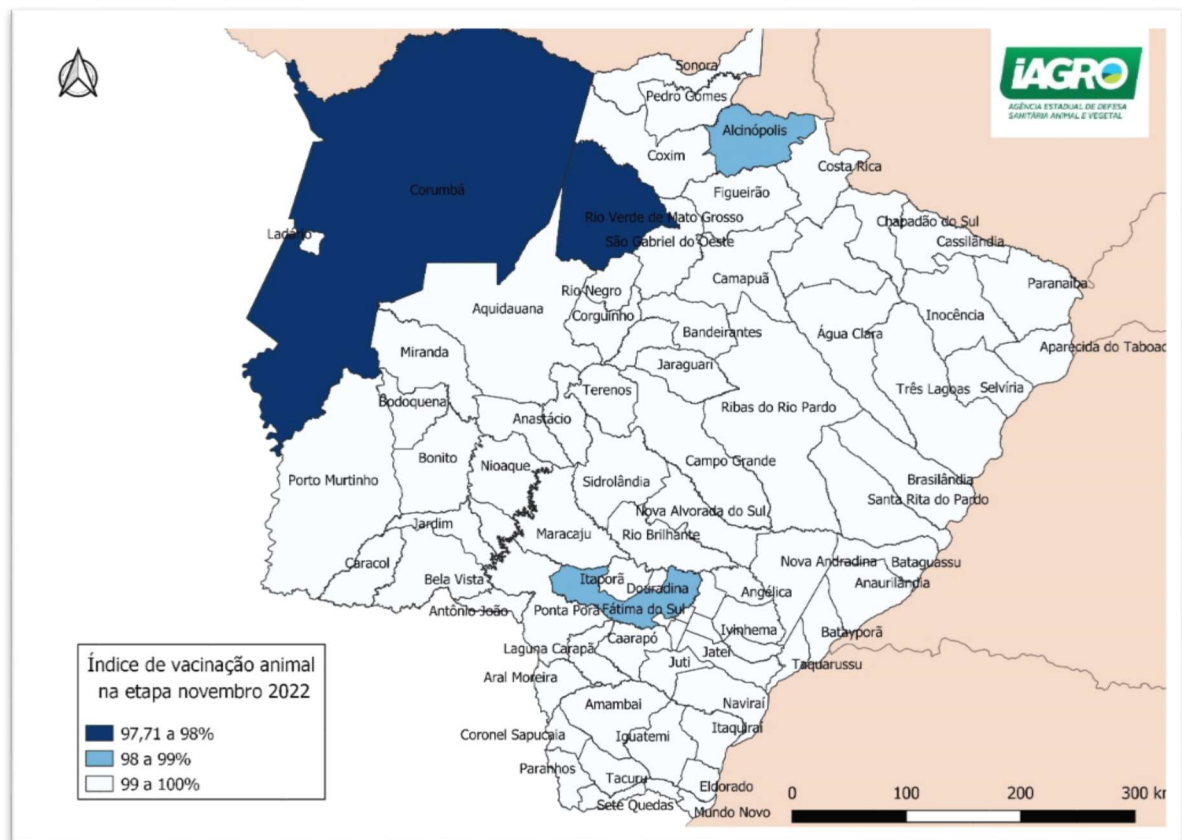 iAGRO
AGÊNCIA ESTADUAL DE DEFESA
SANITÁRIA ANIMAL E VEGETAL
Sonora
Pedro Gomes
Alcinópolis
Coxim
Costa Rica
Corumbá
Figueirão
Rio Verde de Mato Grosso
Chapadão do Sul
Ladário
São Gabriel do Oeste
Cassilândia
Camapuã
Paranaíba
Rio Negro
Aquidauana
Corguinho
Inocência
Bandeirantes
Água Clara
Aparecida do Taboad
Miranda
Jaraguari
Três Lagoas
Selvíria
Terenos
Bodoquena
Ribas do Rio Pardo
Anastácio
Bonito
Nioaque
Campo Grande
Porto Murtinho
Sidrolândia
Brasilândia
Santa Rita do Pardo
Nova Alvorada do Sul
Jardim
Maracaju
Rio Brilhante
Caracol
Nova Andradina
Bataguassu
Bela Vista
Itaporã
Douradina
Anaurilândia
Angélica
Antônio João
Ponta Porã
Fátima do Sul
Ivinhema
Batayporã
Caarapó
Laguna Carapã
Jateí
Juti
Taquarussu
Aral Moreira
Amambai
Naviraí
Itaquiraí
Coronel Sapucaia
Iguatemi
Paranhos
Tacuru
Eldorado
Sete Quedas
Mundo Novo
Índice de vacinação animal
na etapa novembro 2022
97,71 a 98%
98 a 99%
99 a 100%
0 100 200 300 km